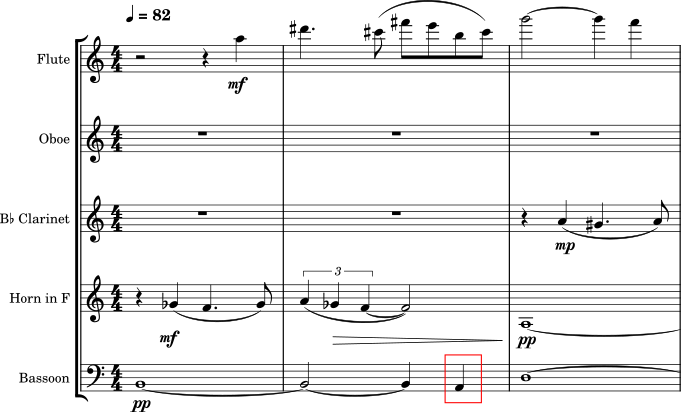 ♩ = 82
Flute
mf
Oboe
B♭ Clarinet
mp
3
Horn in F
mf
pp
Bassoon
pp